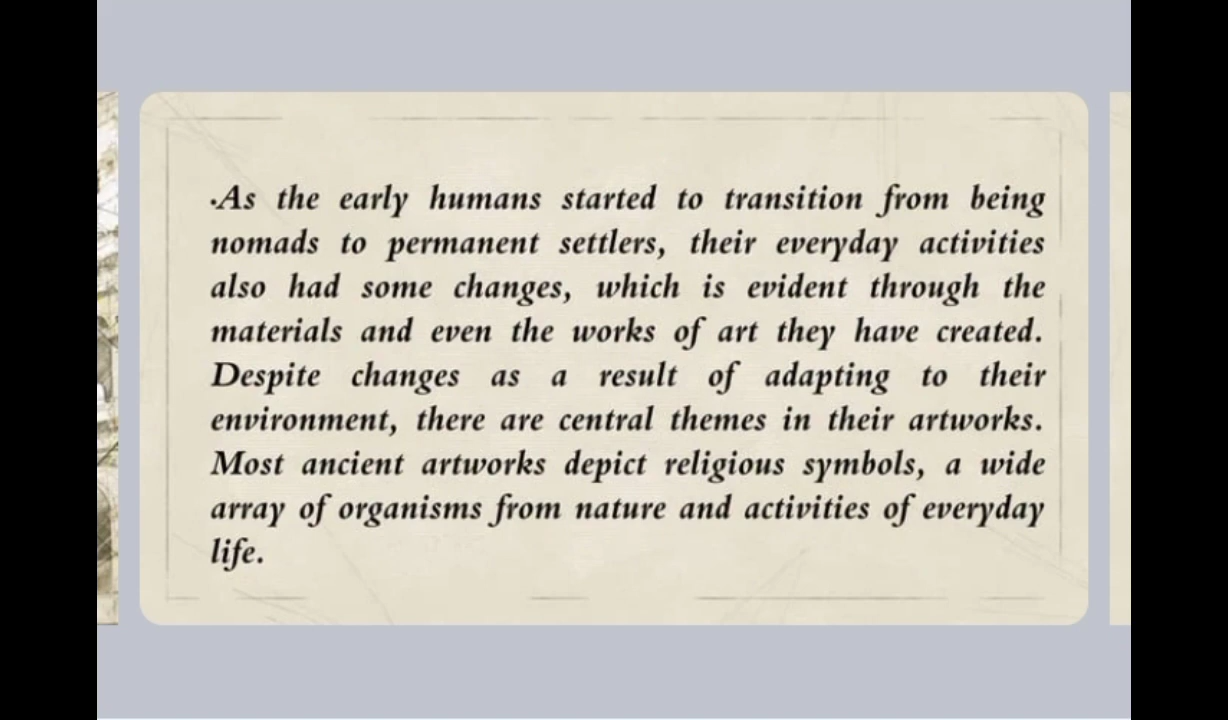 •As the early humans started to transition from being
nomads to permanent settlers, their everyday activities
also had some changes, which is evident through the
materials and even the works of art they have created.
Despite changes as a result of adapting to their
environment, there are central themes in their artworks.
Most ancient artworks depict religious symbols, a wide
array of organisms from nature and activities of everyday
life.